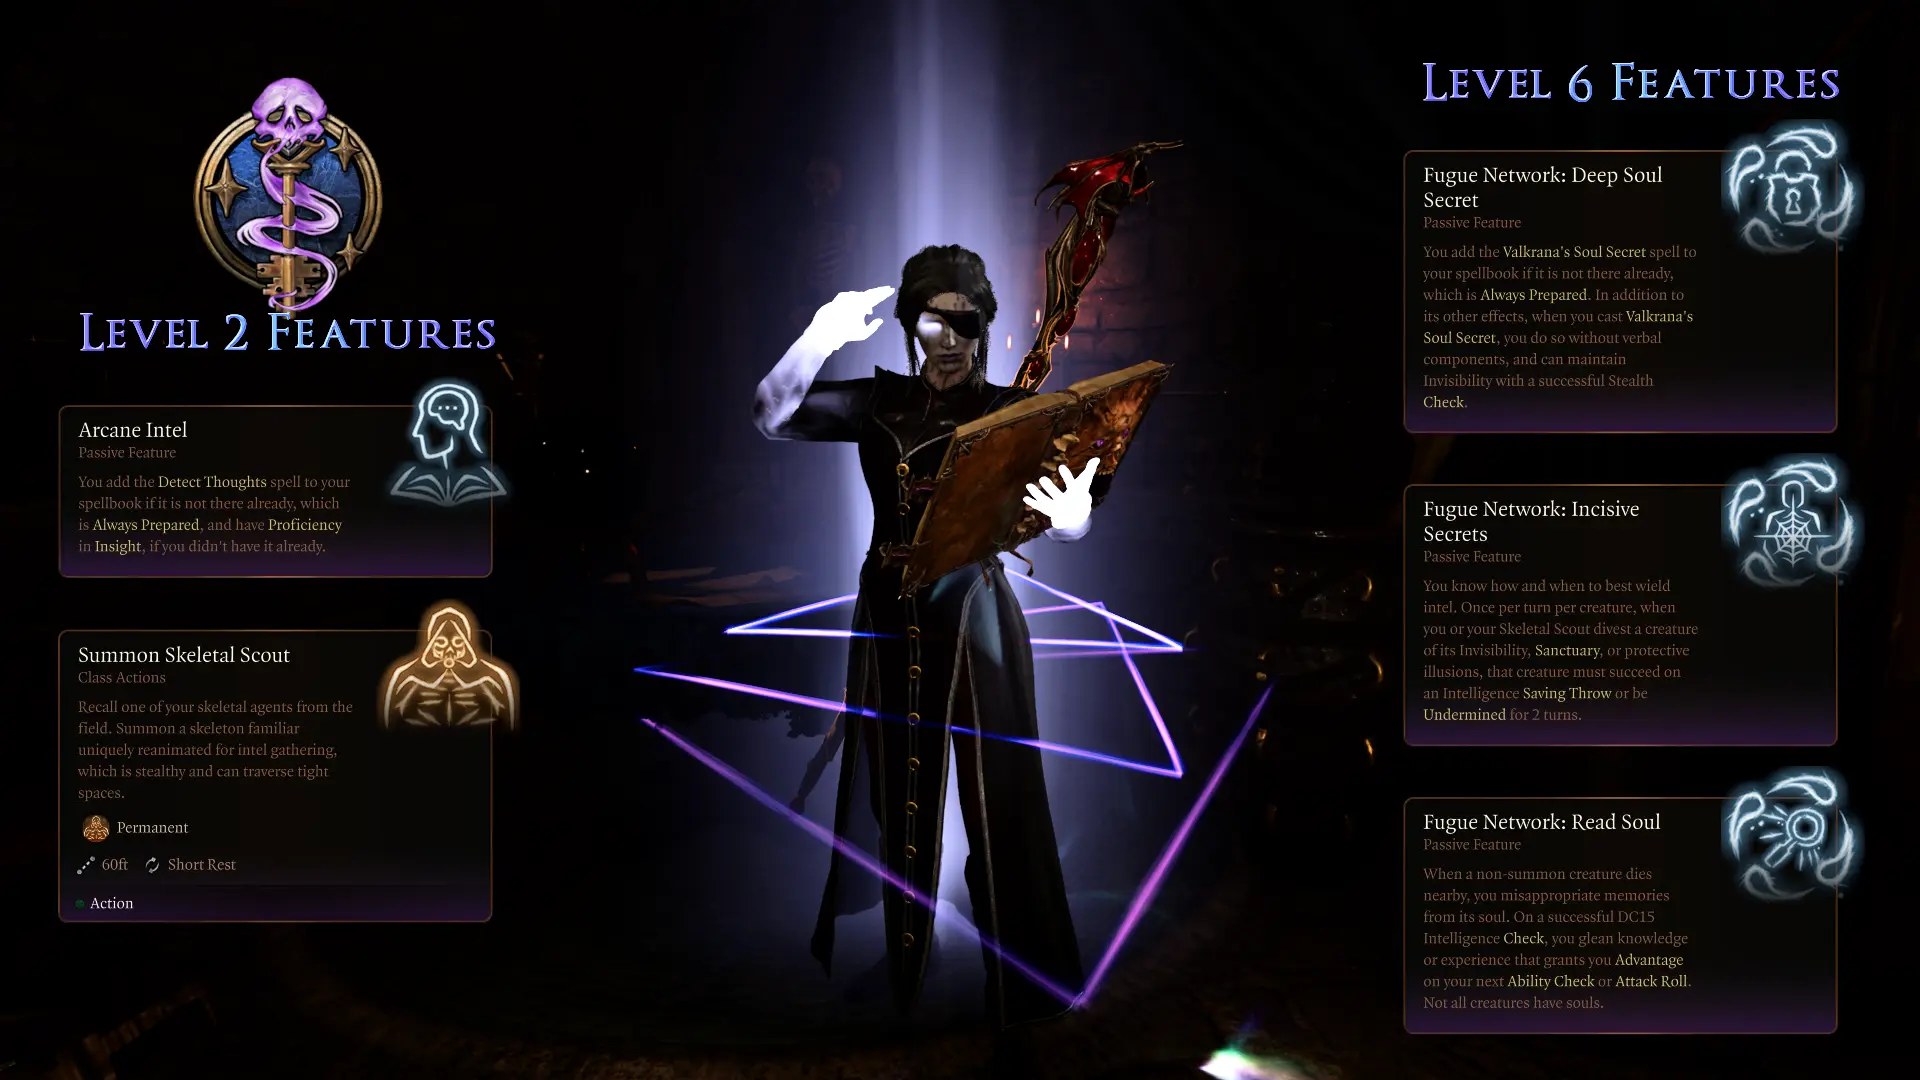 Level 2 Features
Arcane Intel
Passive Feature
You add the Detect Thoughts spell to your
spellbook if it is not there already, which
is Always Prepared, and have Proficiency
in Insight, if you didn't have it already.
Summon Skeletal Scout
Class Actions
Recall one of your skeletal agents from the
field. Summon a skeleton familiar
uniquely reanimated for intel gathering,
which is stealthy and can traverse tight
spaces.
Permanent
60ft Short Rest
Action
Level 6 Features
Fugue Network: Deep Soul
Secret
Passive Feature
You add the Valkrana's Soul Secret spell to
your spellbook if it is not there already,
which is Always Prepared. In addition to
its other effects, when you cast Valkrana's
Soul Secret, you do so without verbal
components, and can maintain
Invisibility with a successful Stealth
Check.
Fugue Network: Incisive
Secrets
Passive Feature
You know how and when to best wield
intel. Once per turn per creature, when
you or your Skeletal Scout divest a creature
of its Invisibility, Sanctuary, or protective
illusions, that creature must succeed on
an Intelligence Saving Throw or be
Undermined for 2 turns.
Fugue Network: Read Soul
Passive Feature
When a non-summon creature dies
nearby, you misappropriate memories
from its soul. On a successful DC15
Intelligence Check, you glean knowledge
or experience that grants you Advantage
on your next Ability Check or Attack Roll.
Not all creatures have souls.